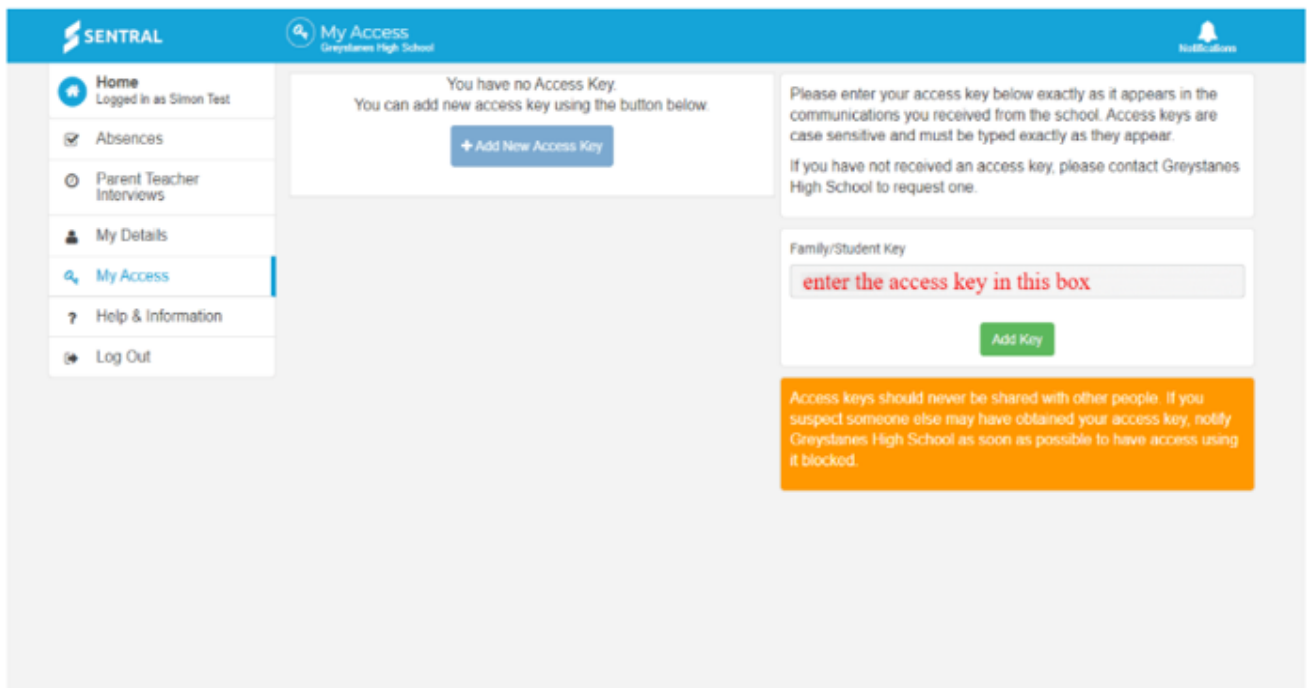 SENTRAL
My Access
Greystanes High School
Notifications
Home
Logged in as Simon Test
Absences
Parent Teacher
Interviews
My Details
My Access
Help & Information
Log Out
You have no Access Key.
You can add new access key using the button below.
+ Add New Access Key
Please enter your access key below exactly as it appears in the
communications you received from the school. Access keys are
case sensitive and must be typed exactly as they appear.
If you have not received an access key, please contact Greystanes
High School to request one.
Family/Student Key
enter the access key in this box
Add Key
Access keys should never be shared with other people. If you
suspect someone else may have obtained your access key, notify
Greystanes High School as soon as possible to have access using
it blocked.